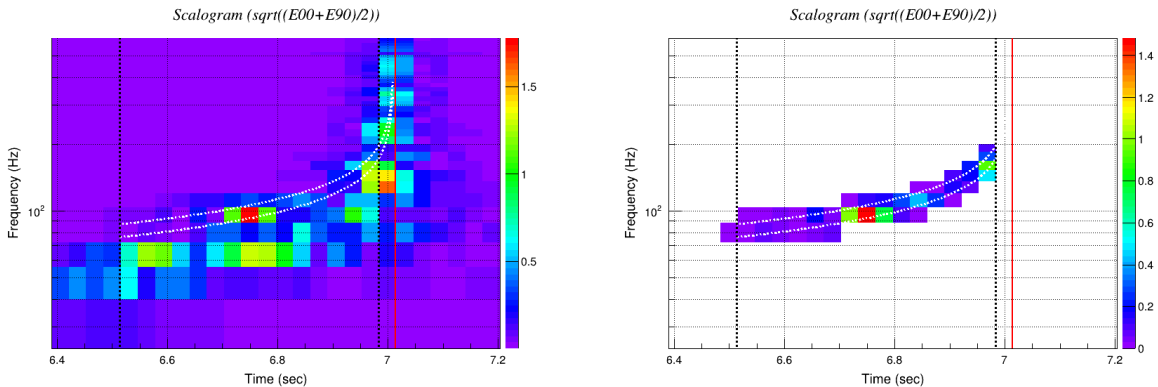 Scalogram (sqrt((E00+E90)/2))
Frequency (Hz)
10²
6.4 6.6 6.8 7 7.2
Time (sec)
1.5
1
0.5
Scalogram (sqrt((E00+E90)/2))
Frequency (Hz)
10²
6.4 6.6 6.8 7 7.2
Time (sec)
1.4
1.2
1
0.8
0.6
0.4
0.2
0